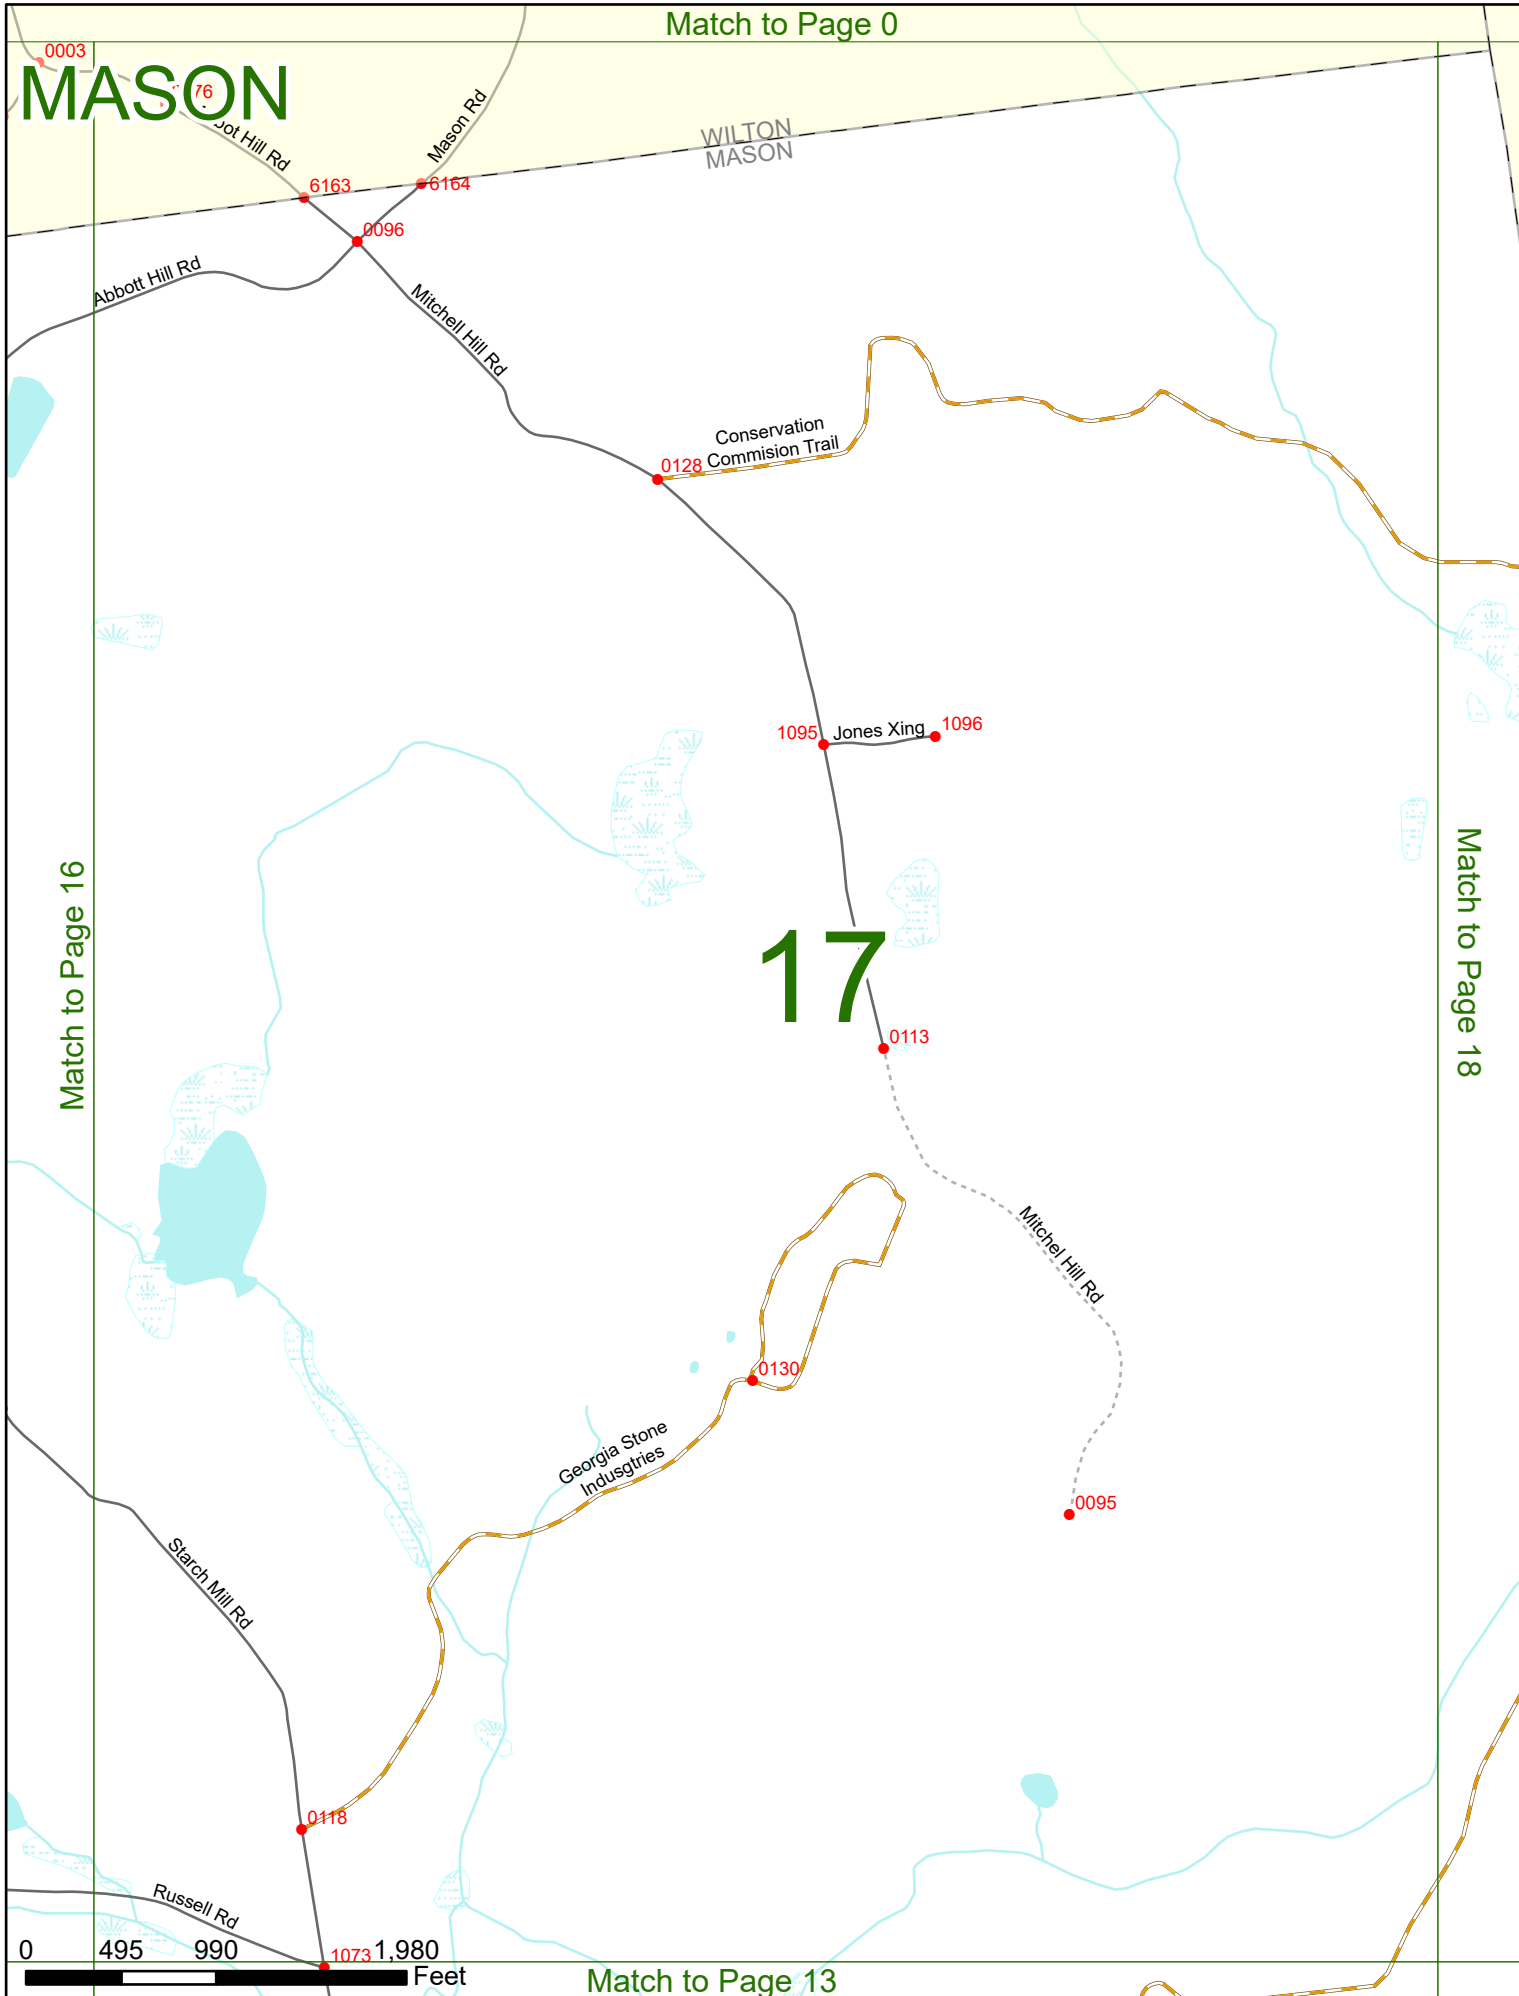 Match to Page 0
0003
MASON
76
bot Hill Rd
Mason Rd
WILTON
MASON
6163
6164
0096
Abbott Hill Rd
Mitchell Hill Rd
Conservation
Commision Trail
0128
1095
Jones Xing
1096
Match to Page 16
Match to Page 18
17
0113
Mitchel Hill Rd
0130
Georgia Stone
Indusgtries
0095
Starch Mill Rd
0118
Russell Rd
1073
0 495 990 1,980
Feet
Match to Page 13